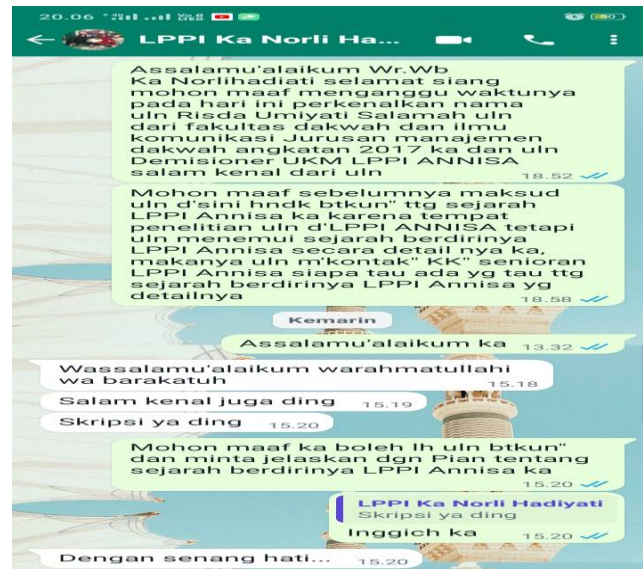 20.06
LPPI Ka Norli Ha...
Assalamu'alaikum Wr.Wb
Ka Norlihadiati selamat siang
mohon maaf menganggu waktunya
pada hari ini perkenalkan nama
uln Risda Umiyati Salamah uln
dari fakultas dakwah dan ilmu
komunikasi Jurusan manajemen
dakwah angkatan 2017 ka dan uln
Demisioner UKM LPPI ANNISA
salam kenal dari uln
18.52
Mohon maaf sebelumnya maksud
uln d'sini hndk btkun" ttg sejarah
LPPI Annisa ka karena tempat
penelitian uln d'LPPI ANNISA tetapi
uln menemui sejarah berdirinya
LPPI Annisa secara detail nya ka,
makanya uln m'kontak" KK" senioran
LPPI Annisa siapa tau ada yg tau ttg
sejarah berdirinya LPPI Annisa yg
detailnya
18.58
Kemarin
Assalamu'alaikum ka 13.32
Wassalamu'alaikum warahmatullahi
wa barakatuh
15.18
Salam kenal juga ding 15.19
Skripsi ya ding 15.20
Mohon maaf ka boleh lh uln btkun"
dan minta jelaskan dgn Pian tentang
sejarah berdirinya LPPI Annisa ka
15.20
LPPI Ka Norli Hadiyati
Skripsi ya ding
Inggich ka 15.20
Dengan senang hati... 15.20